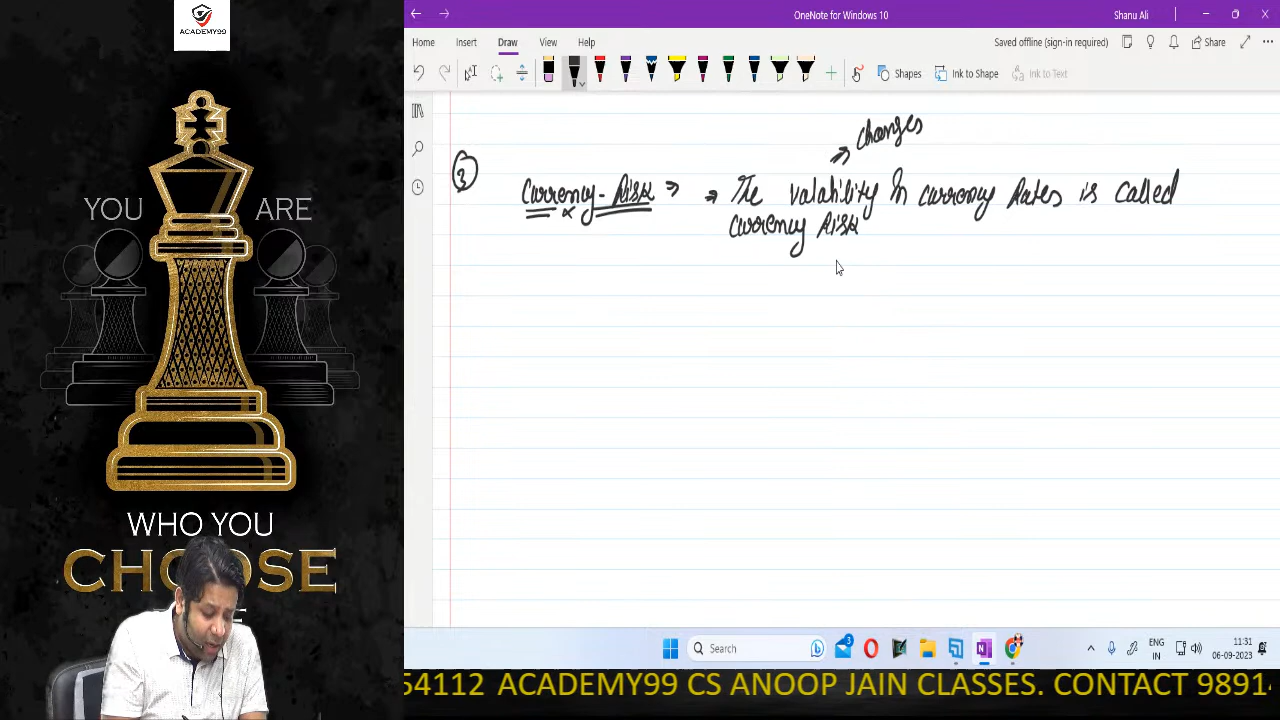 ACADEMY99
YOU ARE
WHO YOU
CHOOSE
OneNote for Windows 10
Shanu Ali
Home Insert Draw View Help
Saved offline (sign-in required)
Share
Shapes
Ink to Shape
Ink to Text
changes
3
Currency-Risk
The volability In currency Rates is called
Currency Risk
Search
3
ENG
IN
11:31
06-09-2023
54112 ACADEMY99 CS ANOOP JAIN CLASSES. CONTACT 9891